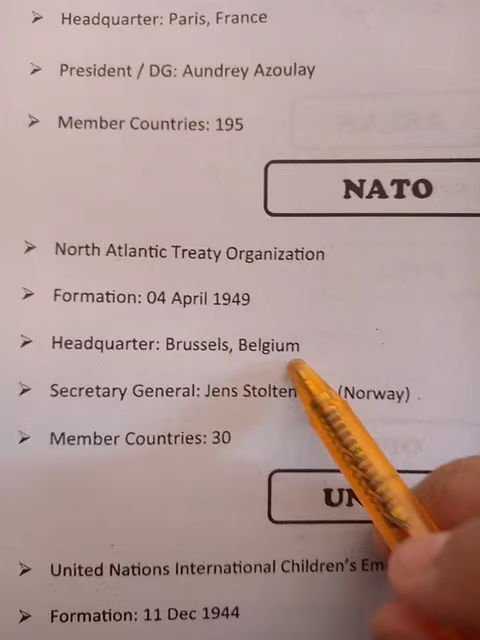 Headquarter: Paris, France
President / DG: Aundrey Azoulay
Member Countries: 195
NATO
North Atlantic Treaty Organization
Formation: 04 April 1949
Headquarter: Brussels, Belgium
Secretary General: Jens Stolten (Norway) .
Member Countries: 30
UN
United Nations International Children's Em
Formation: 11 Dec 1944